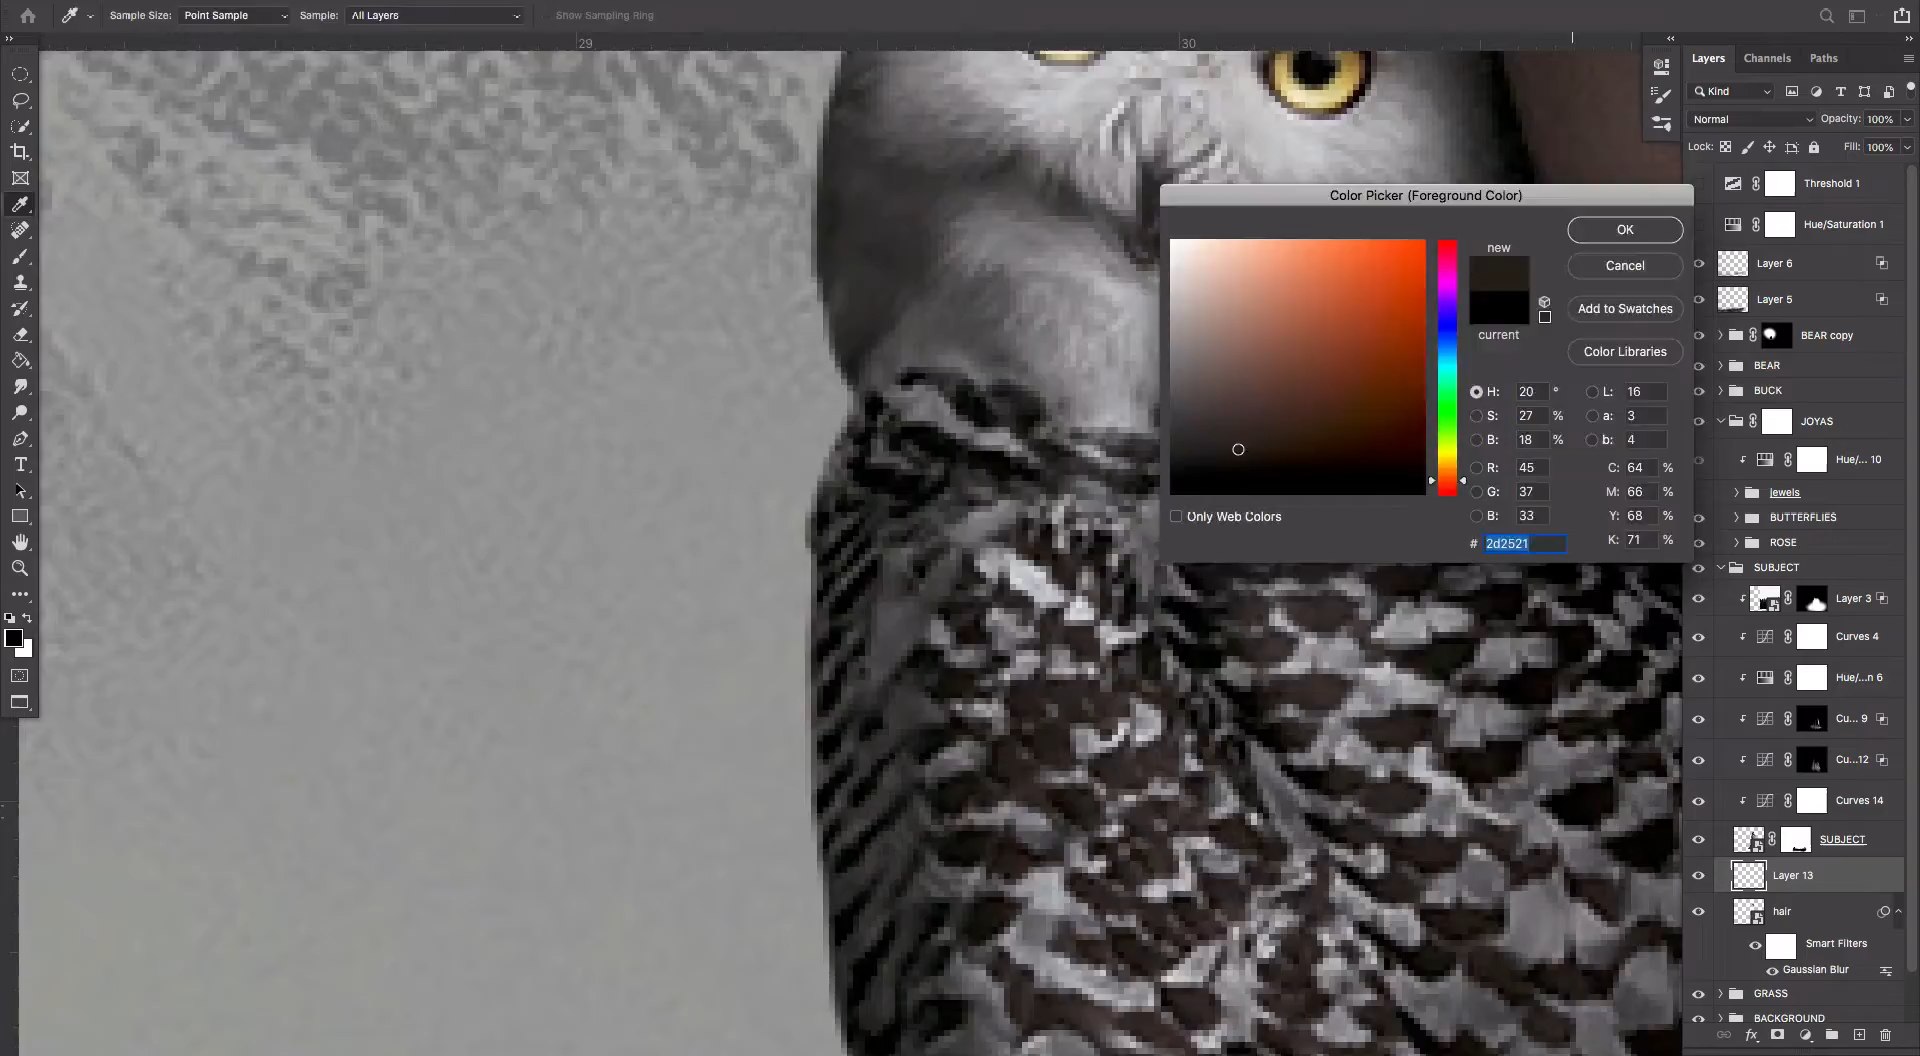 Sample Size: Point Sample Sample: All Layers Show Sampling Ring
29 30
Layers Channels Paths
Kind
Normal Opacity: 100%
Lock: Fill: 100%
Threshold 1
Hue/Saturation 1
Layer 6
Layer 5
BEAR copy
BEAR
BUCK
JOYAS
Hue/... 10
jewels
BUTTERFLIES
ROSE
SUBJECT
Layer 3
Curves 4
Hue/...n 6
Cu... 9
Cu...12
Curves 14
SUBJECT
Layer 13
hair
Smart Filters
Gaussian Blur
GRASS
BACKGROUND
Color Picker (Foreground Color)
new
current
OK
Cancel
Add to Swatches
Color Libraries
H: 20 ° L: 16
S: 27 % a: 3
B: 18 % b: 4
R: 45 C: 64 %
G: 37 M: 66 %
B: 33 Y: 68 %
# 2d2521 K: 71 %
Only Web Colors